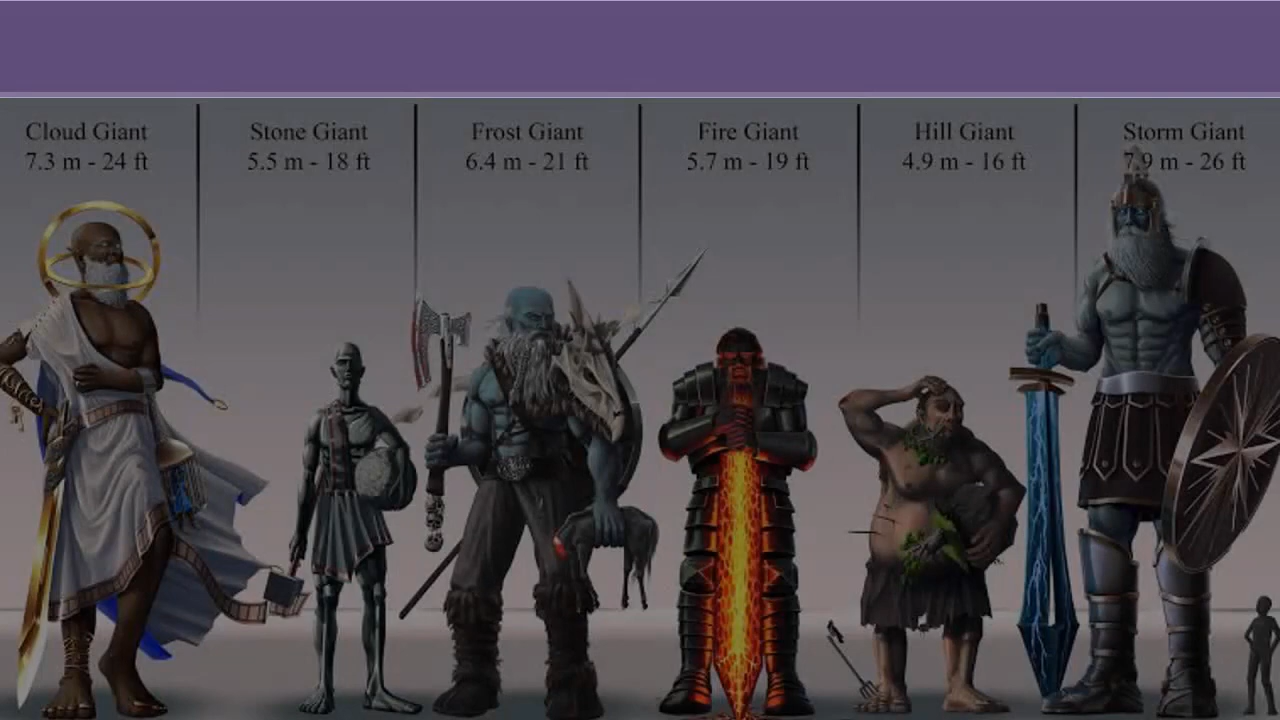 Cloud Giant
7.3 m - 24 ft
Stone Giant
5.5 m - 18 ft
Frost Giant
6.4 m - 21 ft
Fire Giant
5.7 m - 19 ft
Hill Giant
4.9 m - 16 ft
Storm Giant
7.9 m - 26 ft